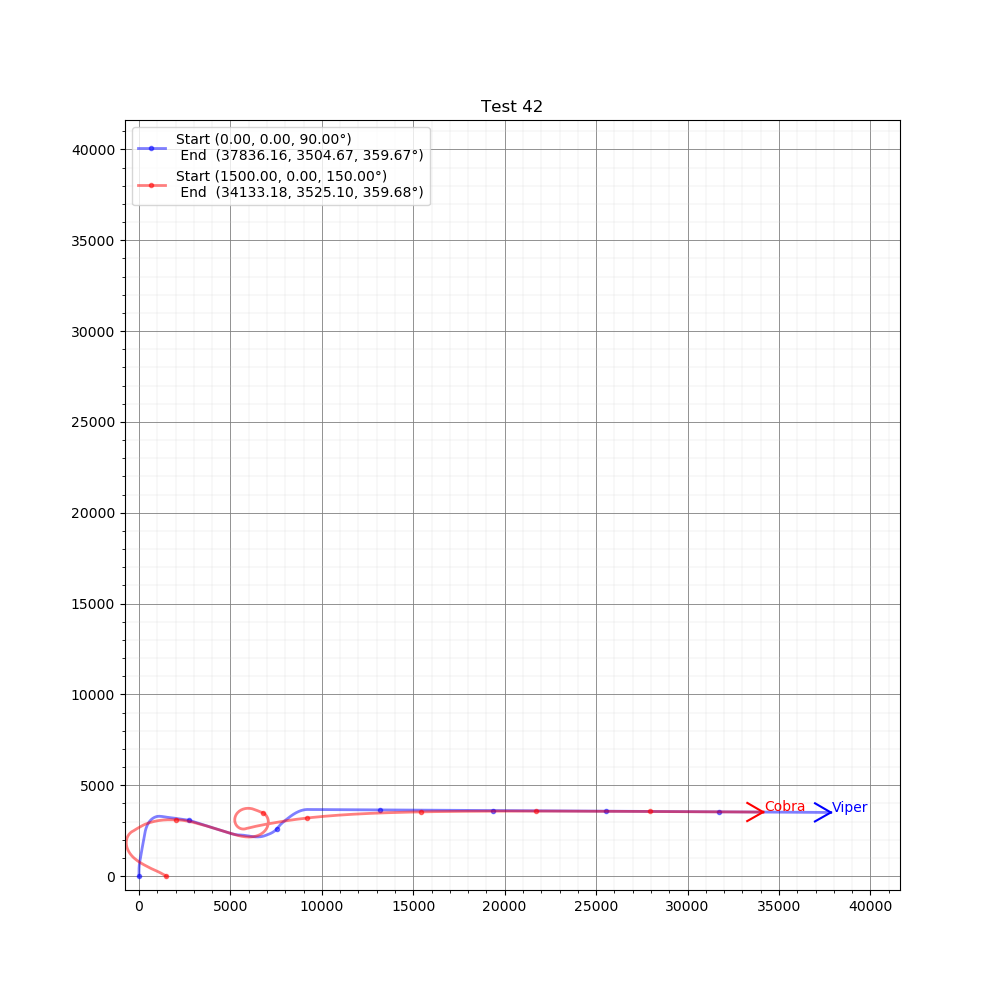 Test 42
Start (0.00, 0.00, 90.00°)
End  (37836.16, 3504.67, 359.67°)
Start (1500.00, 0.00, 150.00°)
End  (34133.18, 3525.10, 359.68°)
40000
35000
30000
25000
20000
15000
10000
5000
0
Cobra
Viper
0 5000 10000 15000 20000 25000 30000 35000 40000